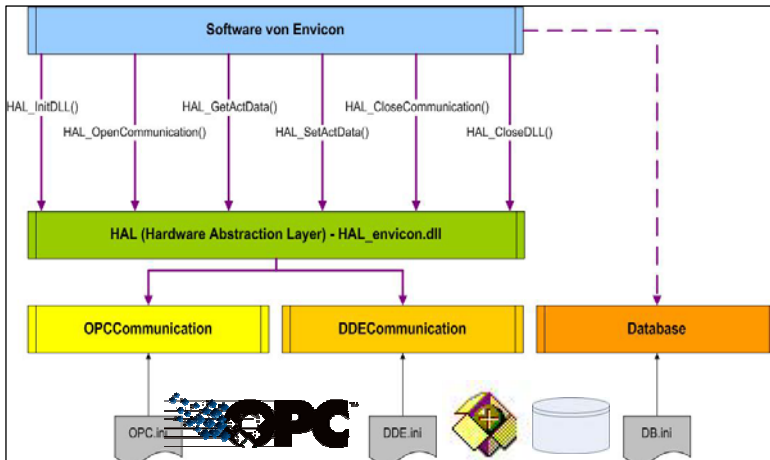 Software von Envicon
HAL_InitDLL()
HAL_GetActData()
HAL_CloseCommunication()
HAL_OpenCommunication()
HAL_SetActData()
HAL_CloseDLL()
HAL (Hardware Abstraction Layer) - HAL_envicon.dll
OPCCommunication
DDECommunication
Database
OPC.ini
OPC™
DDE.ini
DB.ini